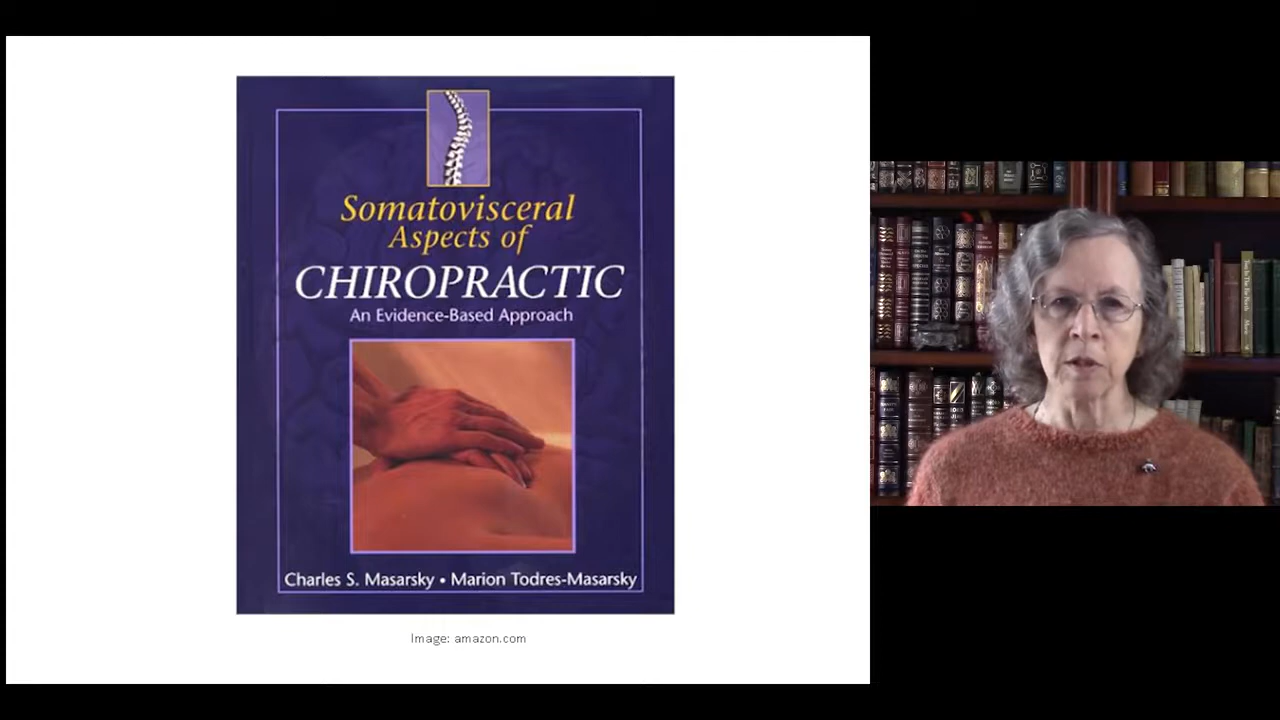 Somatovisceral
Aspects of
CHIROPRACTIC
An Evidence-Based Approach
Charles S. Masarsky • Marion Todres-Masarsky
Image: amazon.com